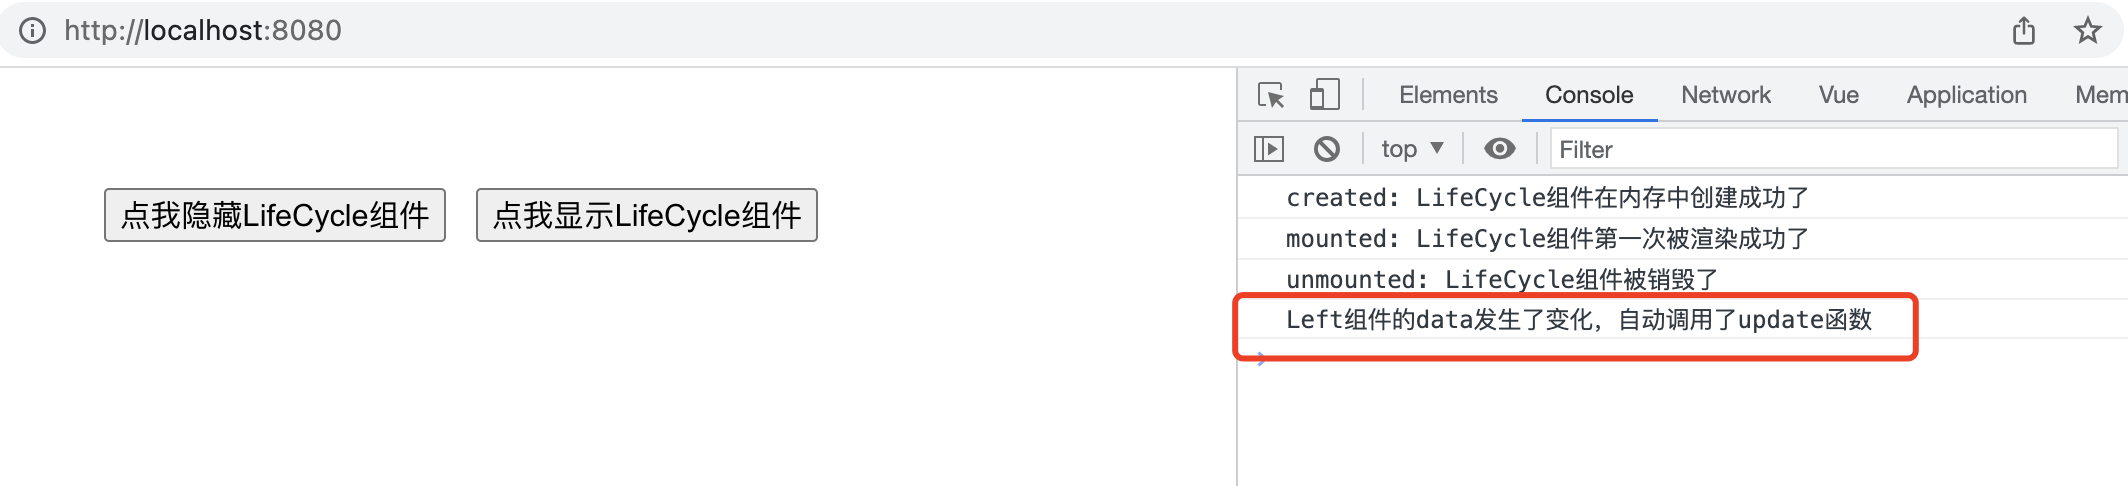 http://localhost:8080
Elements Console Network Vue Application Mem
top Filter
点我隐藏LifeCycle组件 点我显示LifeCycle组件
created: LifeCycle组件在内存中创建成功了
mounted: LifeCycle组件第一次被渲染成功了
unmounted: LifeCycle组件被销毁了
Left组件的data发生了变化，自动调用了update函数